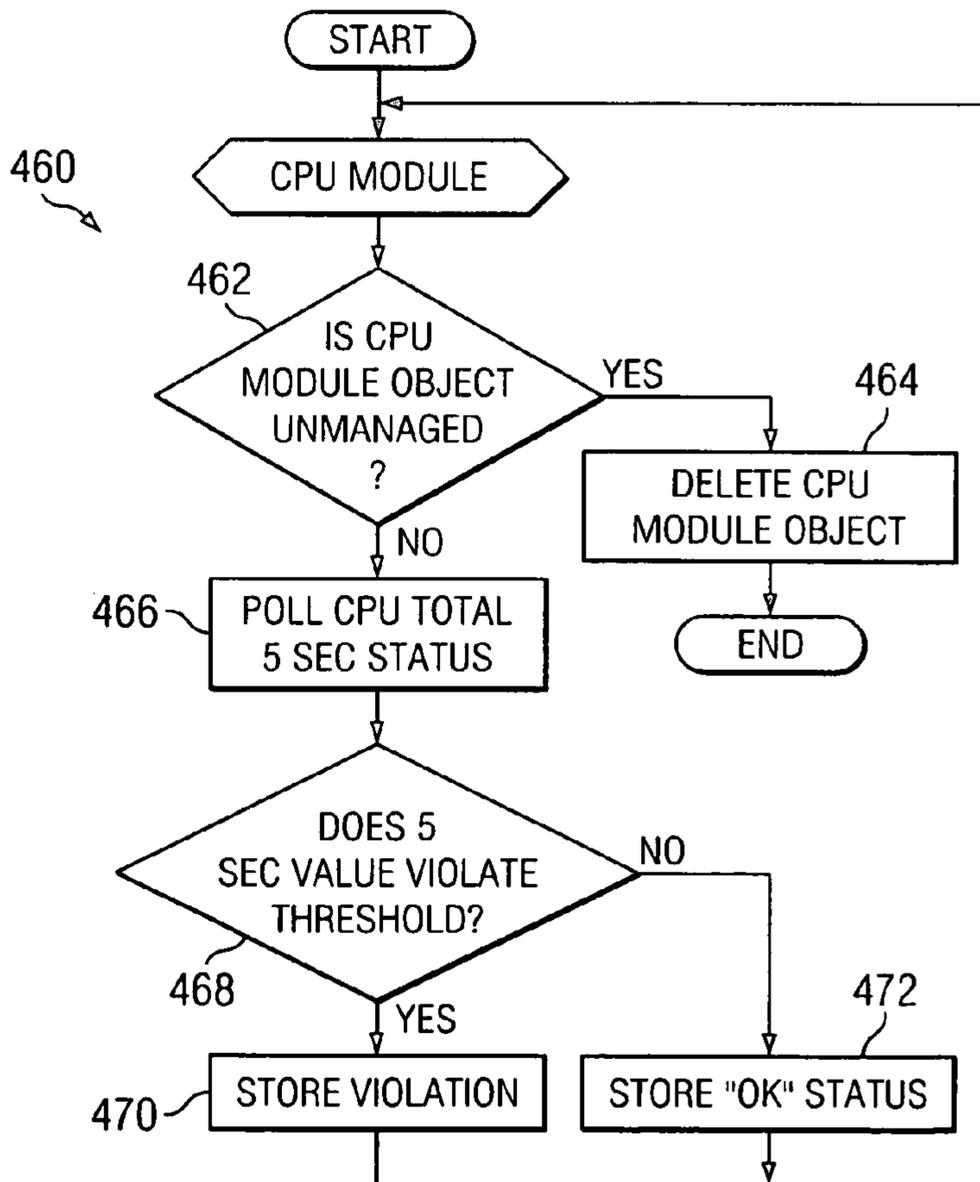 START
CPU MODULE
460
462
IS CPU
MODULE OBJECT
UNMANAGED
?
YES
464
DELETE CPU
MODULE OBJECT
NO
END
466
POLL CPU TOTAL
5 SEC STATUS
DOES 5
SEC VALUE VIOLATE
THRESHOLD?
NO
468
YES
472
470
STORE VIOLATION
STORE "OK" STATUS